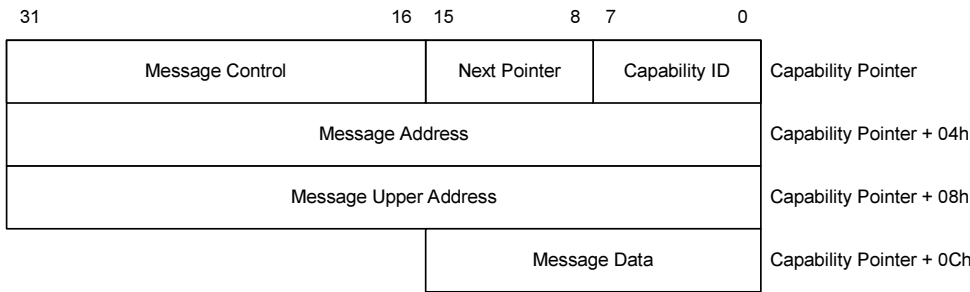 31 16 15 8 7 0
Message Control Next Pointer Capability ID Capability Pointer
Message Address Capability Pointer + 04h
Message Upper Address Capability Pointer + 08h
Message Data Capability Pointer + 0Ch